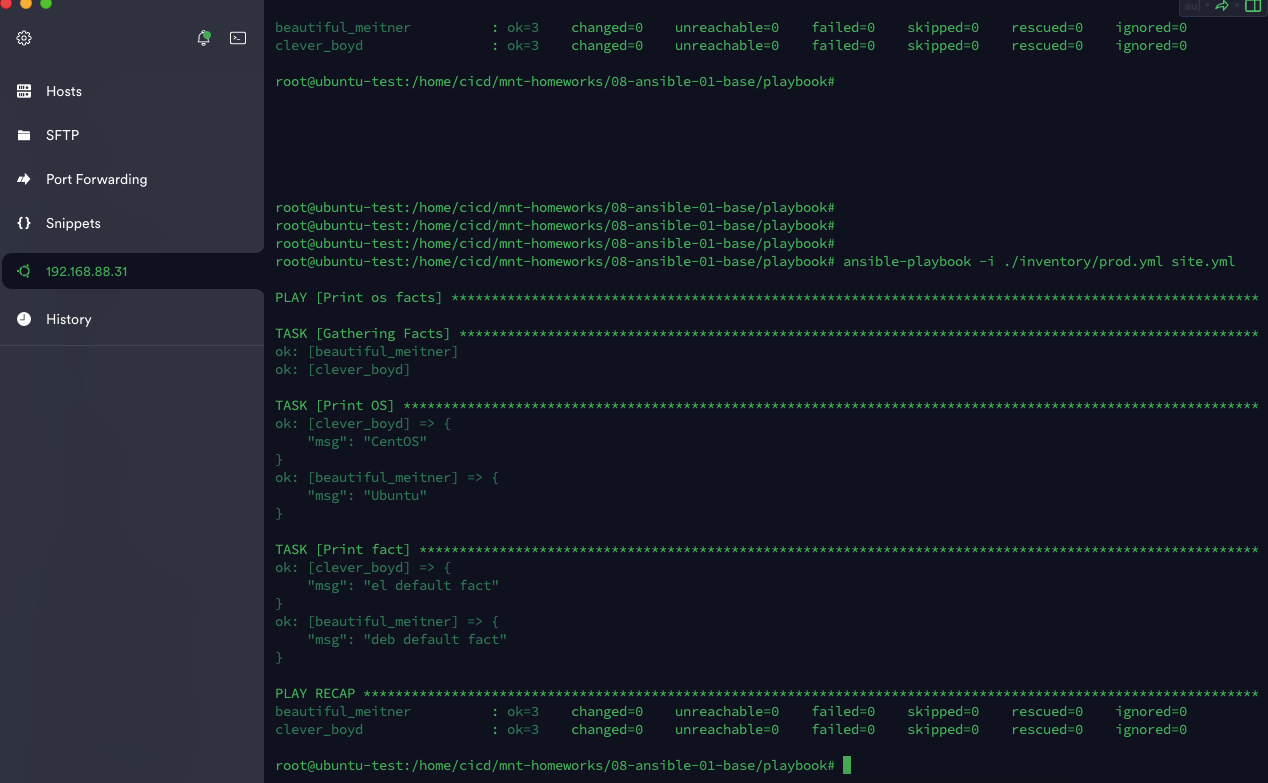 Hosts
SFTP
Port Forwarding
Snippets
192.168.88.31
History
beautiful_meitner          : ok=3    changed=0    unreachable=0    failed=0    skipped=0    rescued=0    ignored=0
clever_boyd                : ok=3    changed=0    unreachable=0    failed=0    skipped=0    rescued=0    ignored=0
root@ubuntu-test:/home/cicd/mnt-homeworks/08-ansible-01-base/playbook#
root@ubuntu-test:/home/cicd/mnt-homeworks/08-ansible-01-base/playbook#
root@ubuntu-test:/home/cicd/mnt-homeworks/08-ansible-01-base/playbook#
root@ubuntu-test:/home/cicd/mnt-homeworks/08-ansible-01-base/playbook#
root@ubuntu-test:/home/cicd/mnt-homeworks/08-ansible-01-base/playbook# ansible-playbook -i ./inventory/prod.yml site.yml
PLAY [Print os facts] *****************************************************************************************************
TASK [Gathering Facts] ****************************************************************************************************
ok: [beautiful_meitner]
ok: [clever_boyd]
TASK [Print OS] ***********************************************************************************************************
ok: [clever_boyd] => {
    "msg": "CentOS"
}
ok: [beautiful_meitner] => {
    "msg": "Ubuntu"
}
TASK [Print fact] *********************************************************************************************************
ok: [clever_boyd] => {
    "msg": "el default fact"
}
ok: [beautiful_meitner] => {
    "msg": "deb default fact"
}
PLAY RECAP ****************************************************************************************************************
beautiful_meitner          : ok=3    changed=0    unreachable=0    failed=0    skipped=0    rescued=0    ignored=0
clever_boyd                : ok=3    changed=0    unreachable=0    failed=0    skipped=0    rescued=0    ignored=0
root@ubuntu-test:/home/cicd/mnt-homeworks/08-ansible-01-base/playbook#